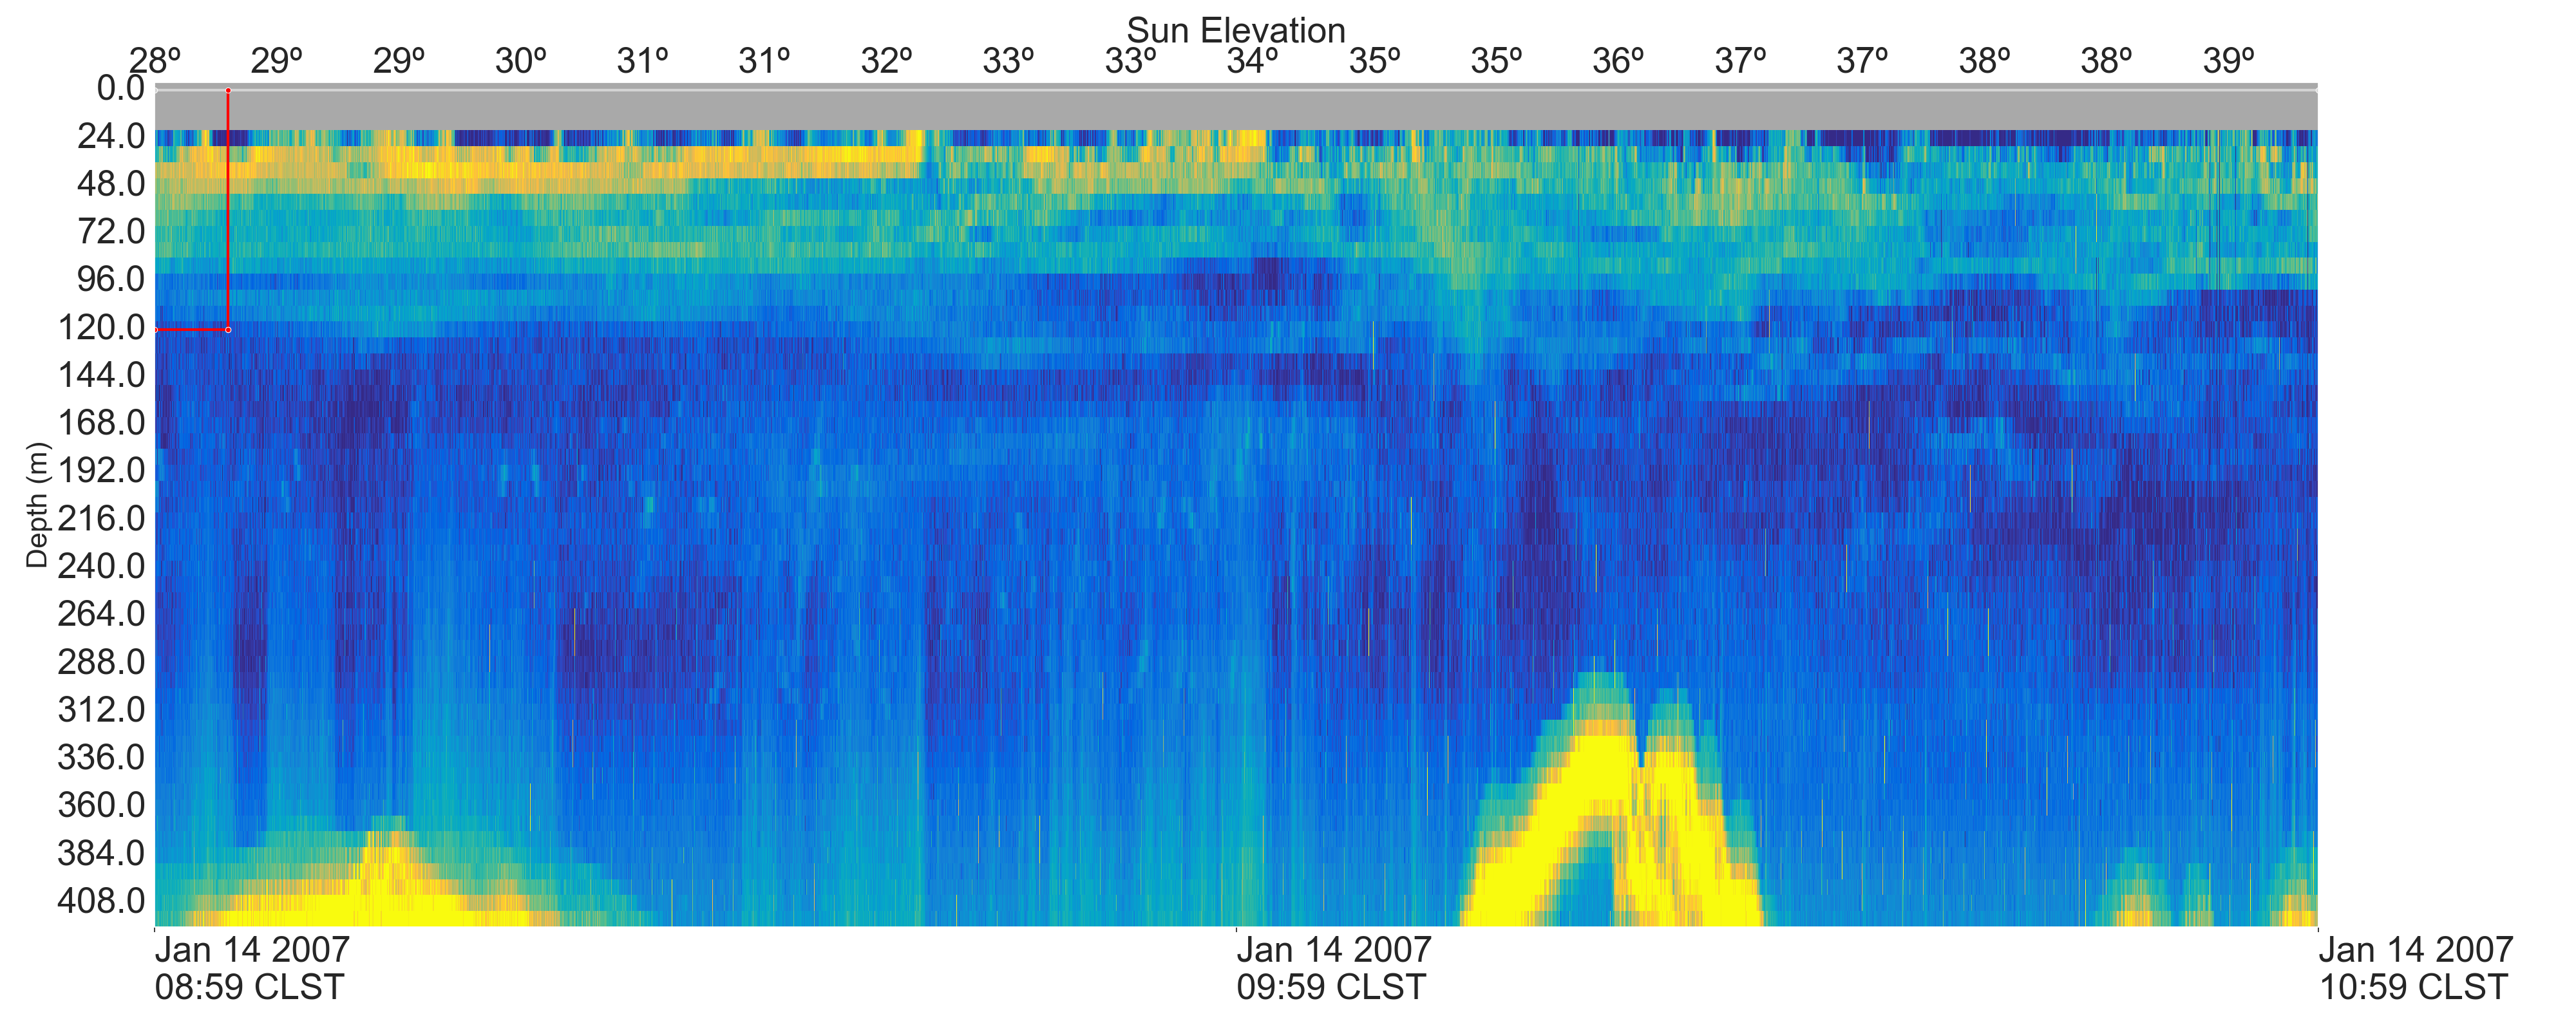 Sun Elevation
28º 29º 29º 30º 31º 31º 32º 33º 33º 34º 35º 35º 36º 37º 37º 38º 38º 39º
0.0
24.0
48.0
72.0
96.0
120.0
144.0
168.0
192.0
216.0
240.0
264.0
288.0
312.0
336.0
360.0
384.0
408.0
Depth (m)
Jan 14 2007
08:59 CLST
Jan 14 2007
09:59 CLST
Jan 14 2007
10:59 CLST